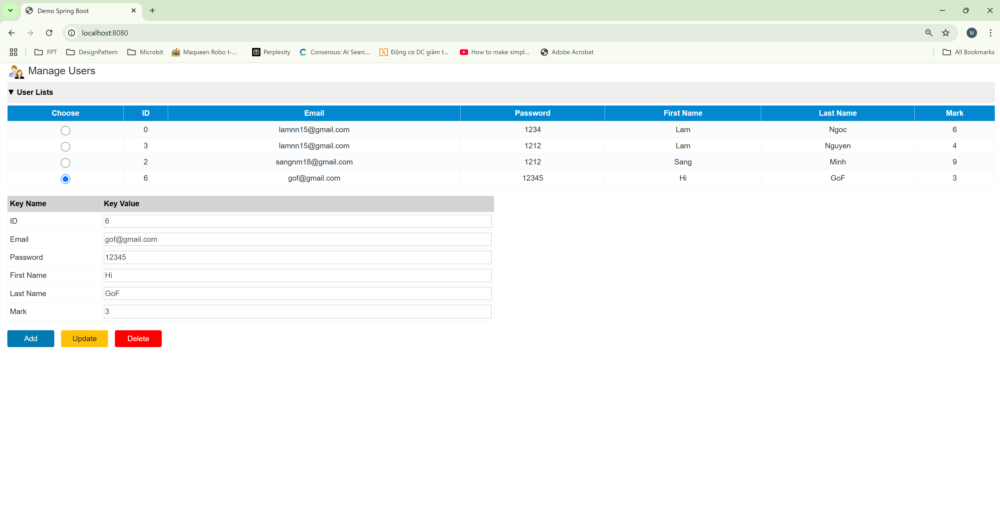 Demo Spring Boot
localhost:8080
N
FPT DesignPattern Microbit Maqueen Robo t-... Perplexity Consensus: AI Searc... Động cơ DC giảm t... How to make simpl... Adobe Acrobat All Bookmarks
Manage Users
▼ User Lists
Choose ID Email Password First Name Last Name Mark
0 lamnn15@gmail.com 1234 Lam Ngoc 6
3 lamnn15@gmail.com 1212 Lam Nguyen 4
2 sangnm18@gmail.com 1212 Sang Minh 9
6 gof@gmail.com 12345 Hi GoF 3
Key Name Key Value
ID 6
Email gof@gmail.com
Password 12345
First Name Hi
Last Name GoF
Mark 3
Add Update Delete